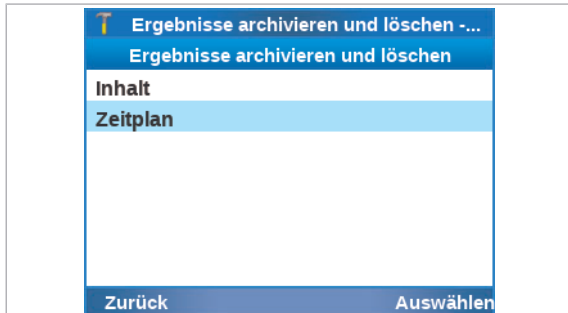 Ergebnisse archivieren und löschen -...
Ergebnisse archivieren und löschen
Inhalt
Zeitplan
Zurück Auswählen